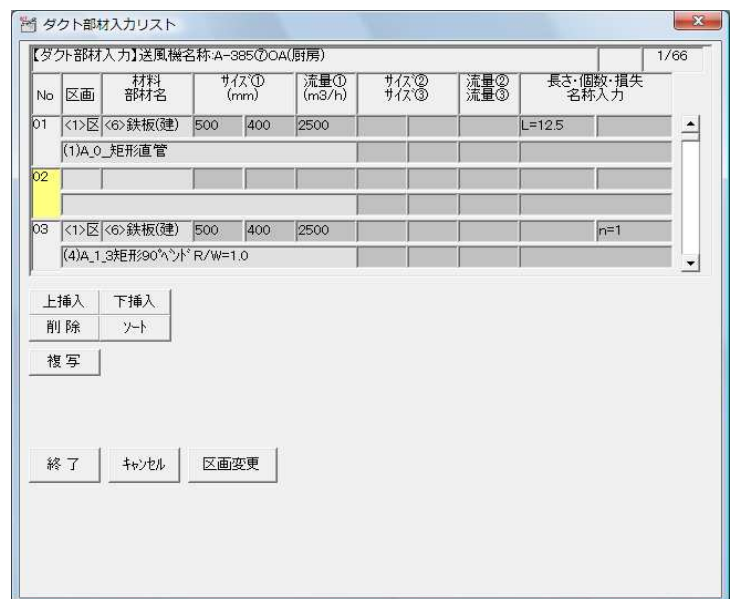 ダクト部材入力リスト
【ダクト部材入力】送風機名称:A-385⑦OA(厨房) 1/66
No 区画 材料 部材名 サイズ① (mm) 流量① (m3/h) サイズ② サイズ③ 流量② 流量③ 長さ・個数・損失 名称入力
01 <1>区 <6>鉄板(建) 500 400 2500 L=12.5
(1)A_0_矩形直管
02
03 <1>区 <6>鉄板(建) 500 400 2500 n=1
(4)A_1_3矩形90°ベンド R/W=1.0
上挿入 下挿入
削 除 ソート
複 写
終 了 キャンセル 区画変更